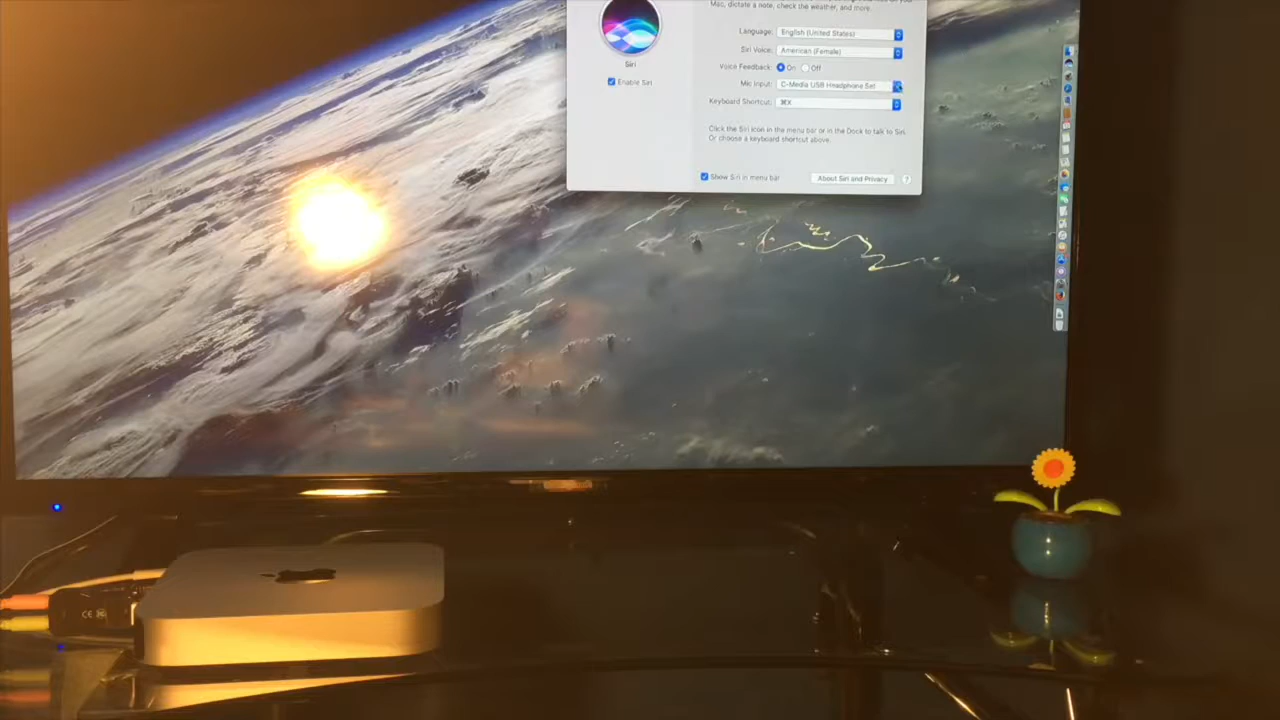 Mac, dictate a note, check the weather, and more.
Language: English (United States)
Siri Voice: American (Female)
Siri
Voice Feedback: On Off
Enable Siri
Mic Input: C-Media USB Headphone Set
Keyboard Shortcut: ⌘X
Click the Siri icon in the menu bar or in the Dock to talk to Siri.
Or choose a keyboard shortcut above.
Show Siri in menu bar
About Siri and Privacy
?
CE